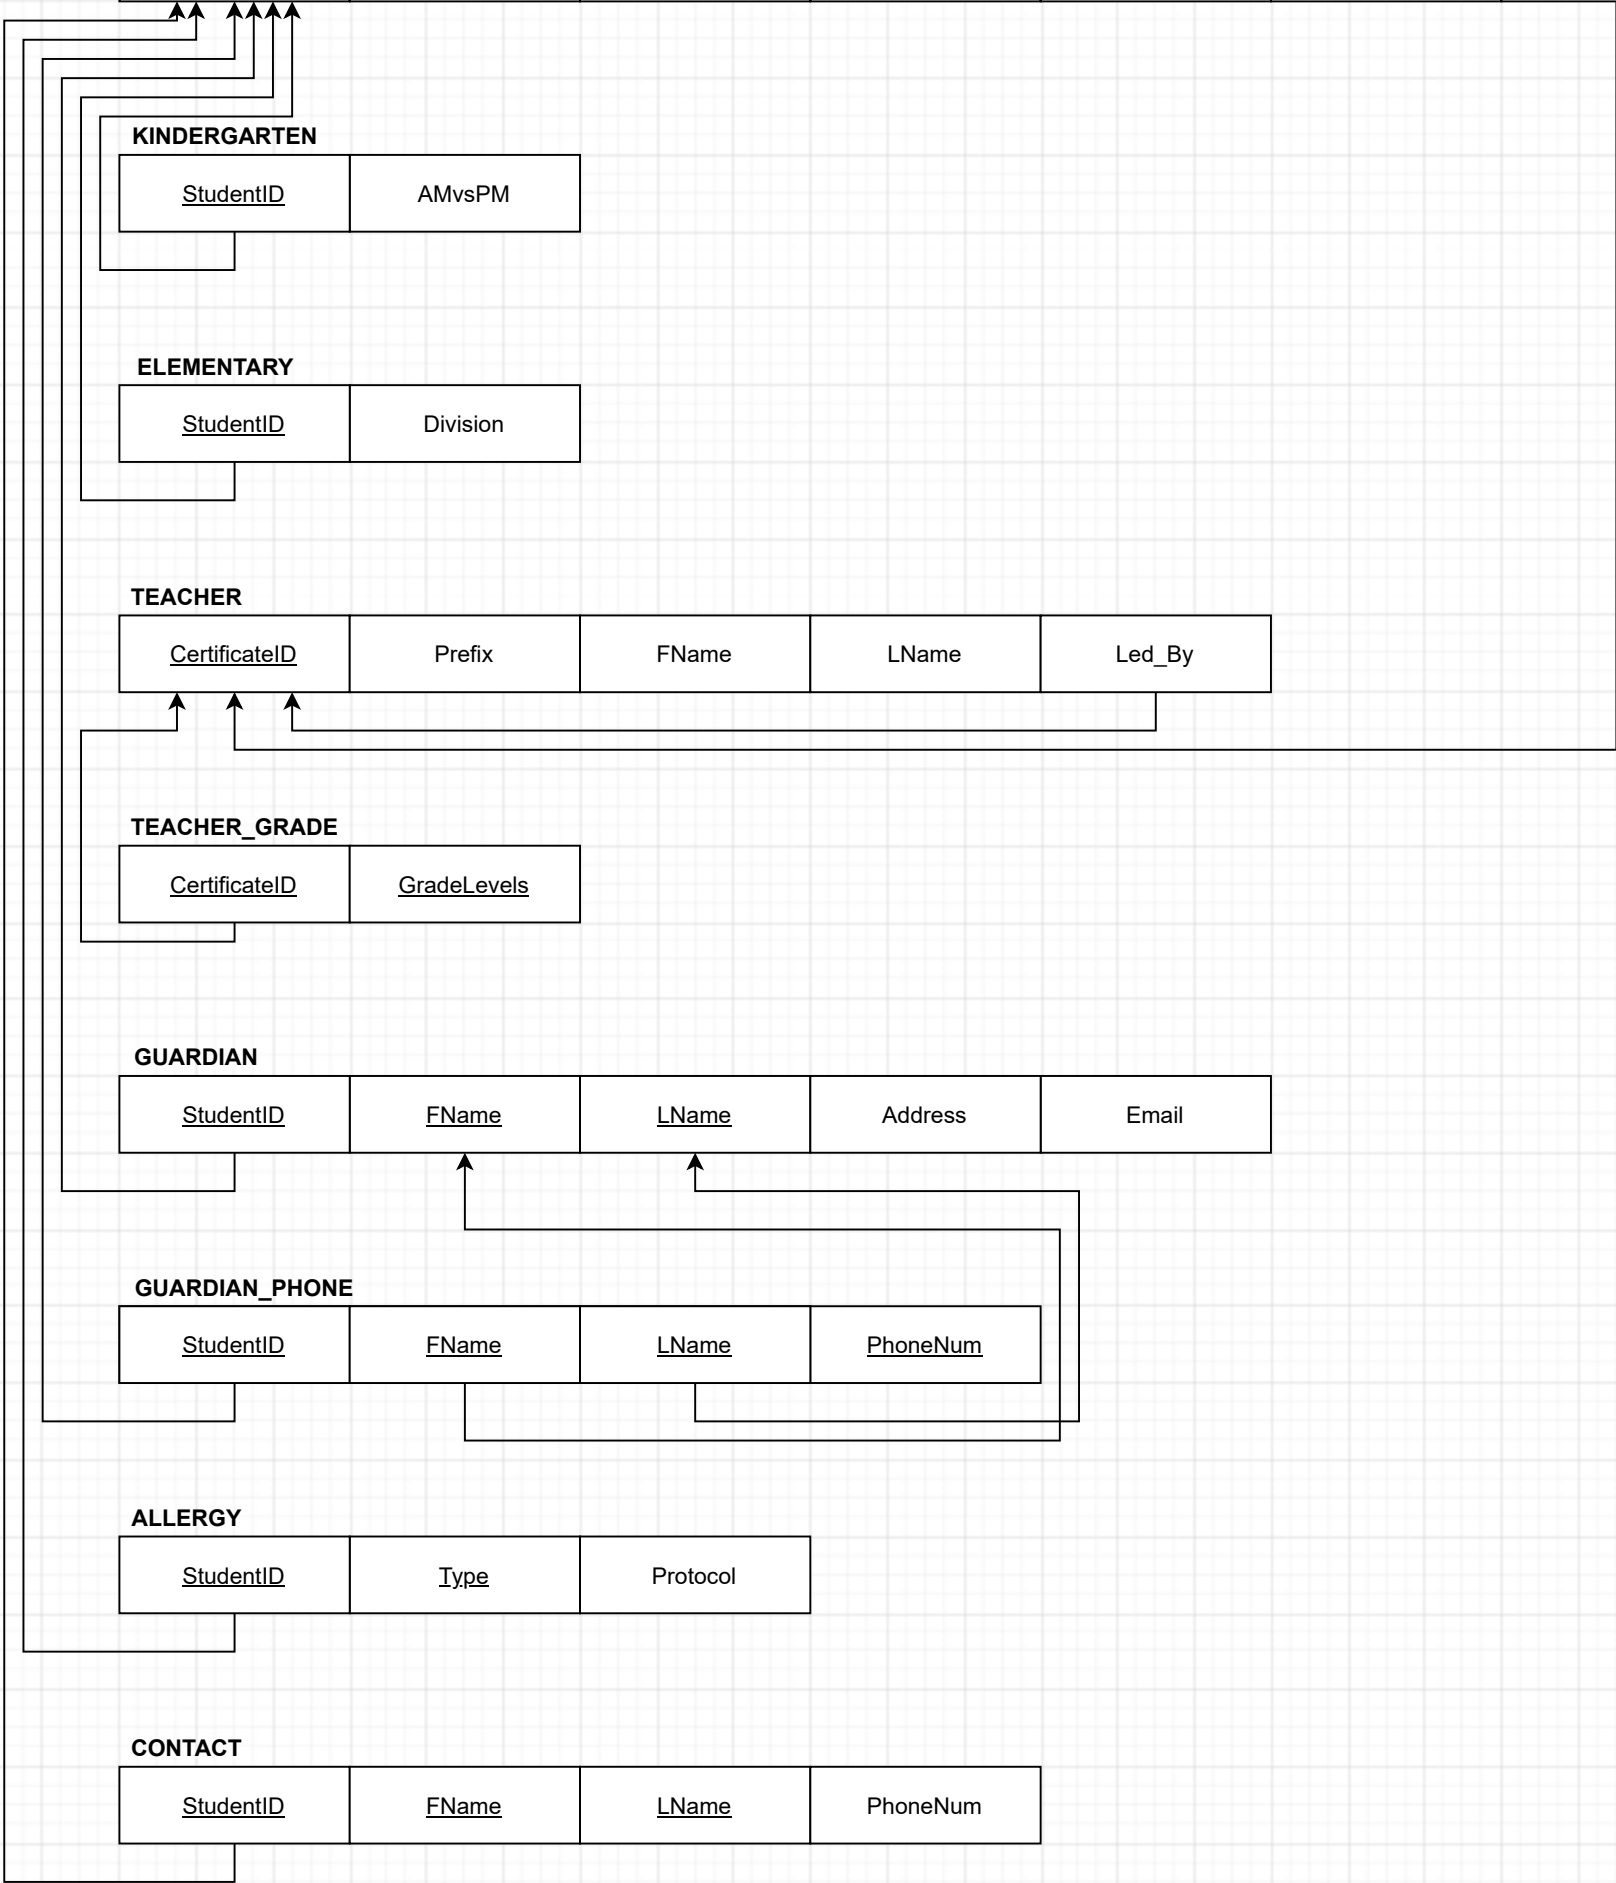 KINDERGARTEN
StudentID AMvsPM
ELEMENTARY
StudentID Division
TEACHER
CertificateID Prefix FName LName Led_By
TEACHER_GRADE
CertificateID GradeLevels
GUARDIAN
StudentID FName LName Address Email
GUARDIAN_PHONE
StudentID FName LName PhoneNum
ALLERGY
StudentID Type Protocol
CONTACT
StudentID FName LName PhoneNum